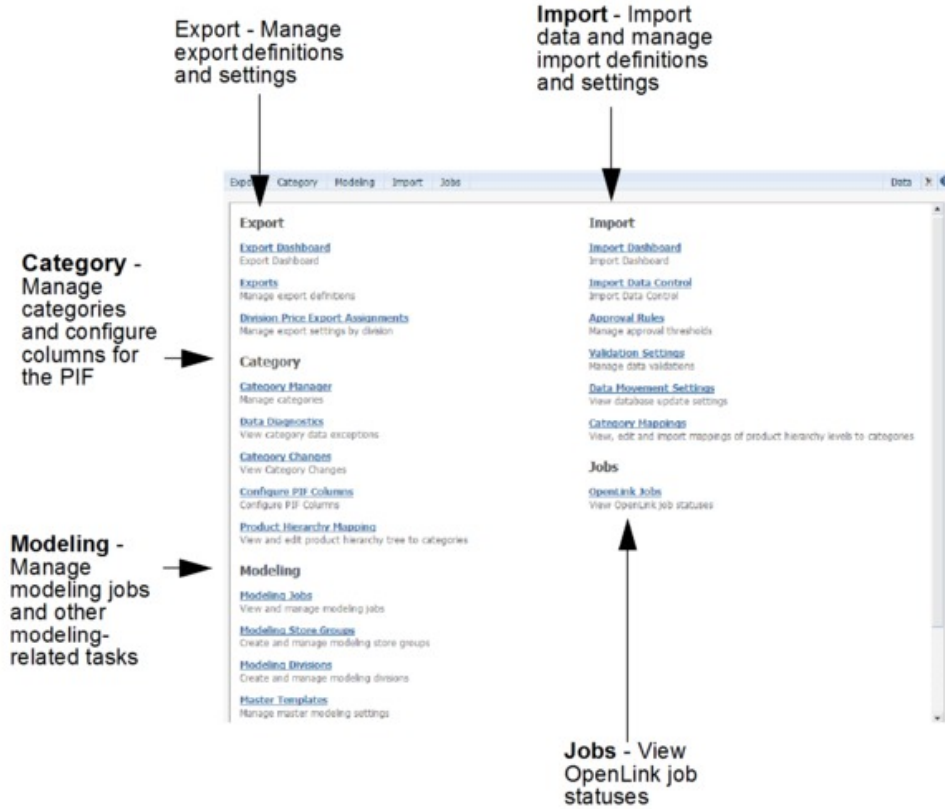 Export - Manage
export definitions
and settings
Import - Import
data and manage
import definitions
and settings
Category Modeling Import Jobs Data
Category -
Manage
categories
and configure
columns for
the PIF
Modeling -
Manage
modeling jobs
and other
modeling-
related tasks
Export
Export Dashboard
Export Dashboard
Exports
Manage export definitions
Division Price Export Assignments
Manage export settings by division
Category
Category Manager
Manage categories
Data Diagnostics
View category data exceptions
Category Changes
View Category Changes
Configure PIF Columns
Configure PIF Columns
Product Hierarchy Mapping
View and edit product hierarchy tree to categories
Modeling
Modeling Jobs
View and manage modeling jobs
Modeling Store Groups
Create and manage modeling store groups
Modeling Divisions
Create and manage modeling divisions
Master Templates
Manage master modeling settings
Import
Import Dashboard
Import Dashboard
Import Data Control
Import Data Control
Approval Rules
Manage approval thresholds
Validation Settings
Manage data validations
Data Movement Settings
View database update settings
Category Mappings
View, edit and import mappings of product hierarchy levels to categories
Jobs
OpenLink Jobs
View OpenLink job statuses
Jobs - View
OpenLink job
statuses